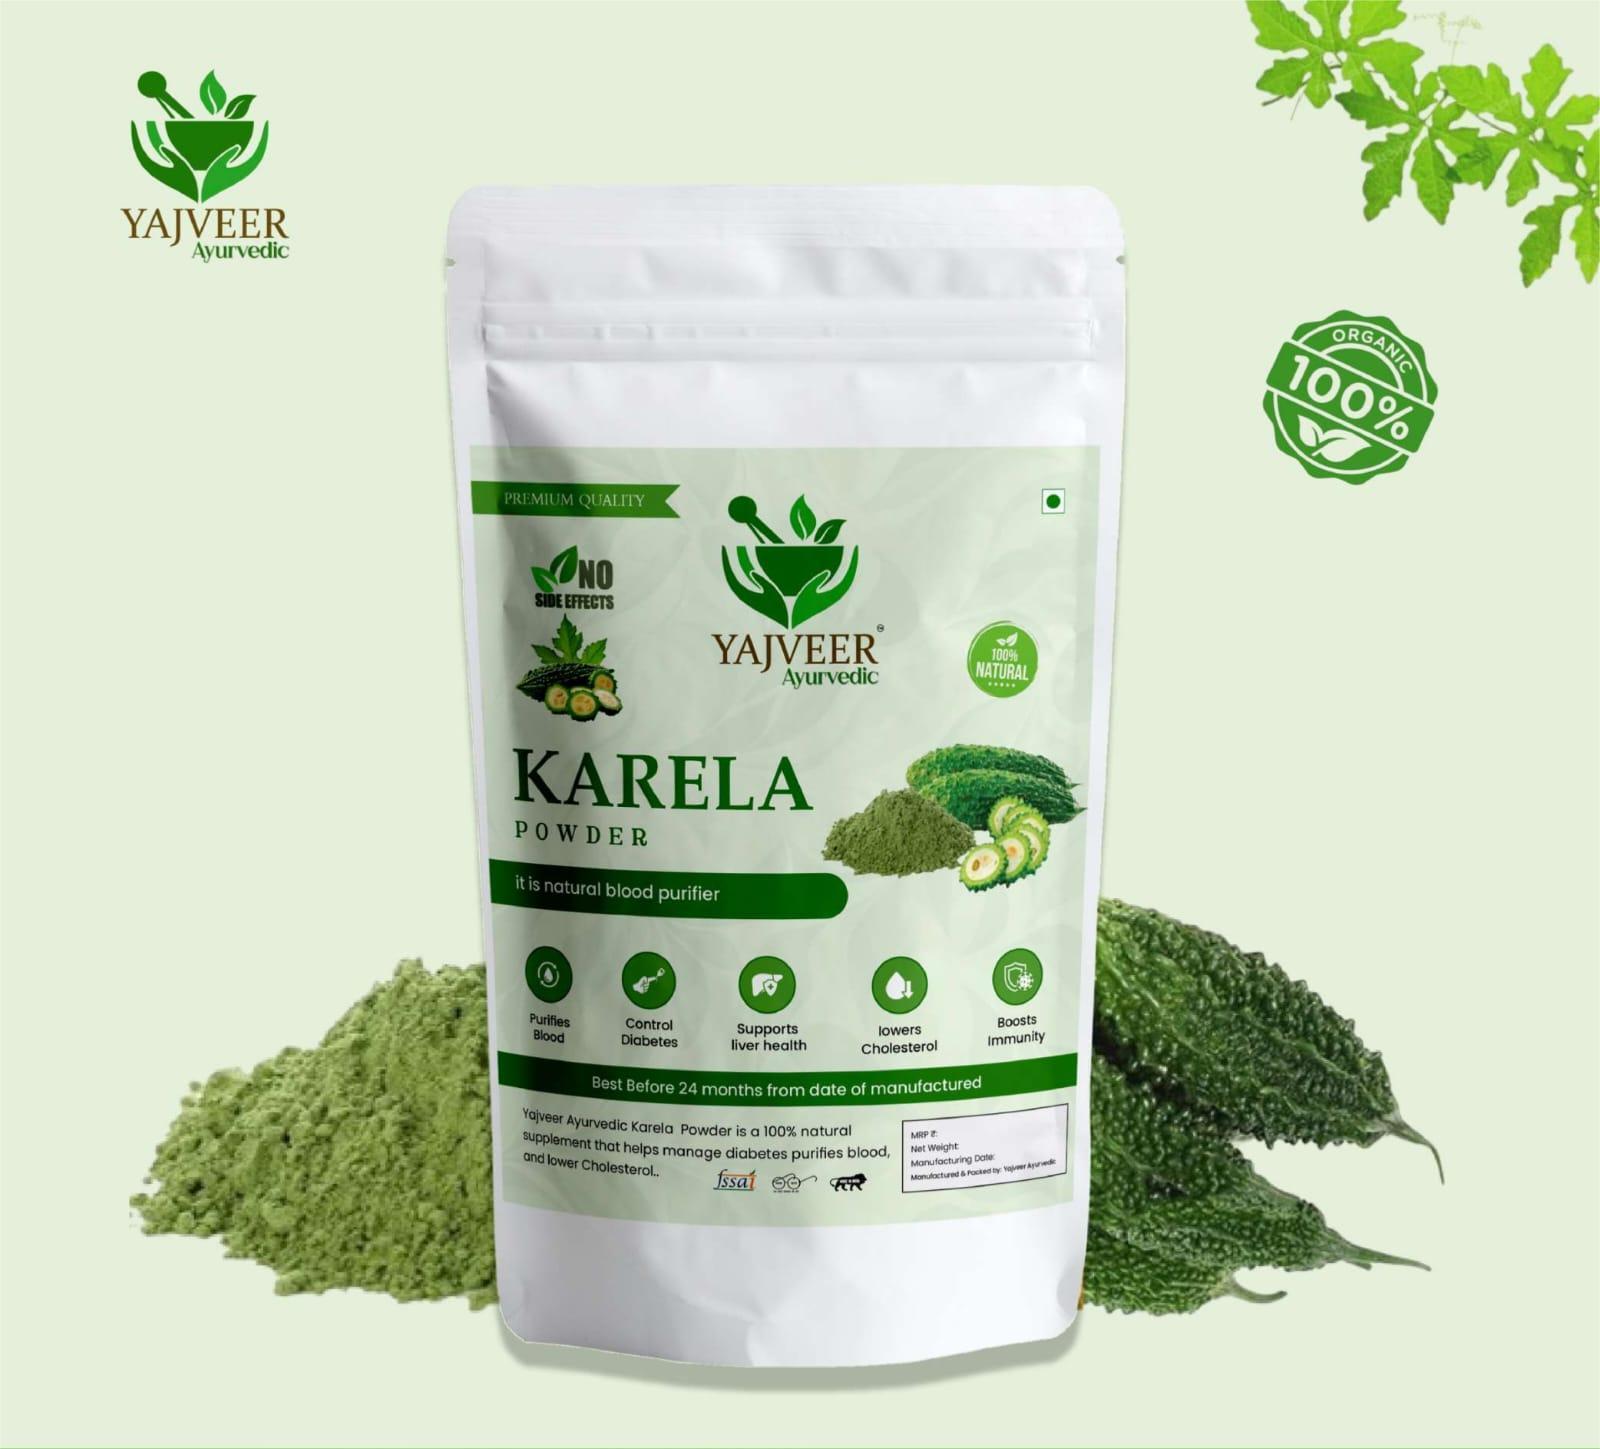 YAJVEER
Ayurvedic
ORGANIC
100%
PREMIUM QUALITY
NO
SIDE EFFECTS
YAJVEER
Ayurvedic
100%
NATURAL
KARELA
POWDER
it is natural blood purifier
Purifies
Blood
Control
Diabetes
Supports
liver health
lowers
Cholesterol
Boosts
Immunity
Best Before 24 months from date of manufactured
Yajveer Ayurvedic Karela Powder is a 100% natural
supplement that helps manage diabetes purifies blood,
and lower Cholesterol..
fssai
MRP ₹:
Net Weight:
Manufacturing Date:
Manufactured & Packed by: Yajveer Ayurvedic